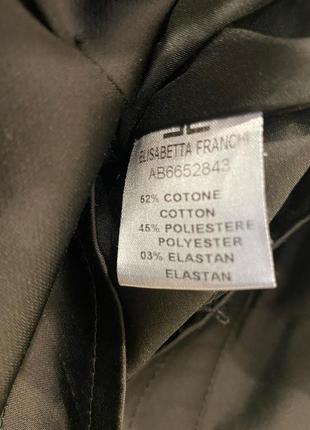 ELISABETTA FRANCHI
AB6652843
52% COTONE
COTTON
45% POLIESTERE
POLYESTER
03% ELASTAN
ELASTAN